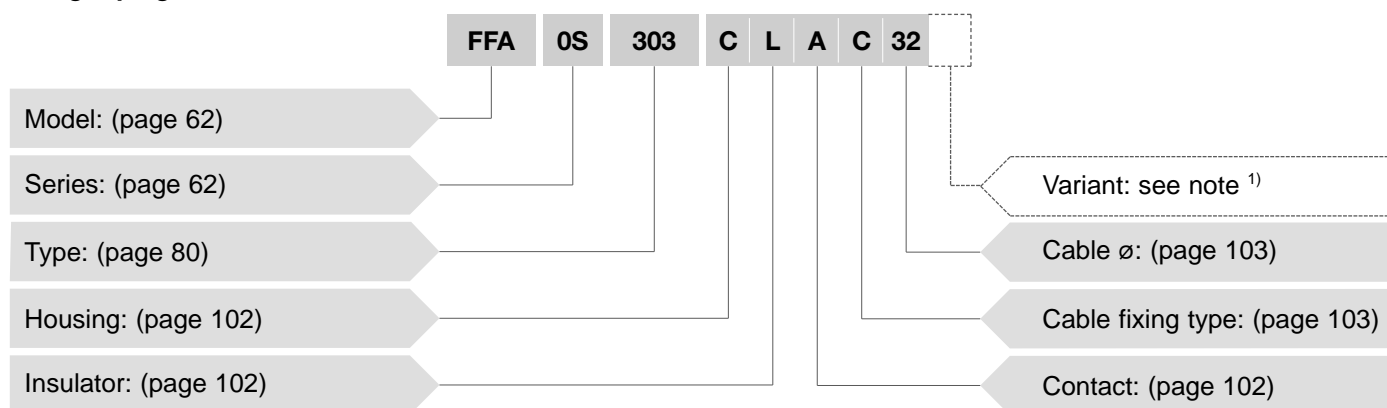 FFA 0S 303 C L A C 32
Model: (page 62)
Series: (page 62)
Type: (page 80)
Housing: (page 102)
Insulator: (page 102)
Variant: see note 1)
Cable ø: (page 103)
Cable fixing type: (page 103)
Contact: (page 102)